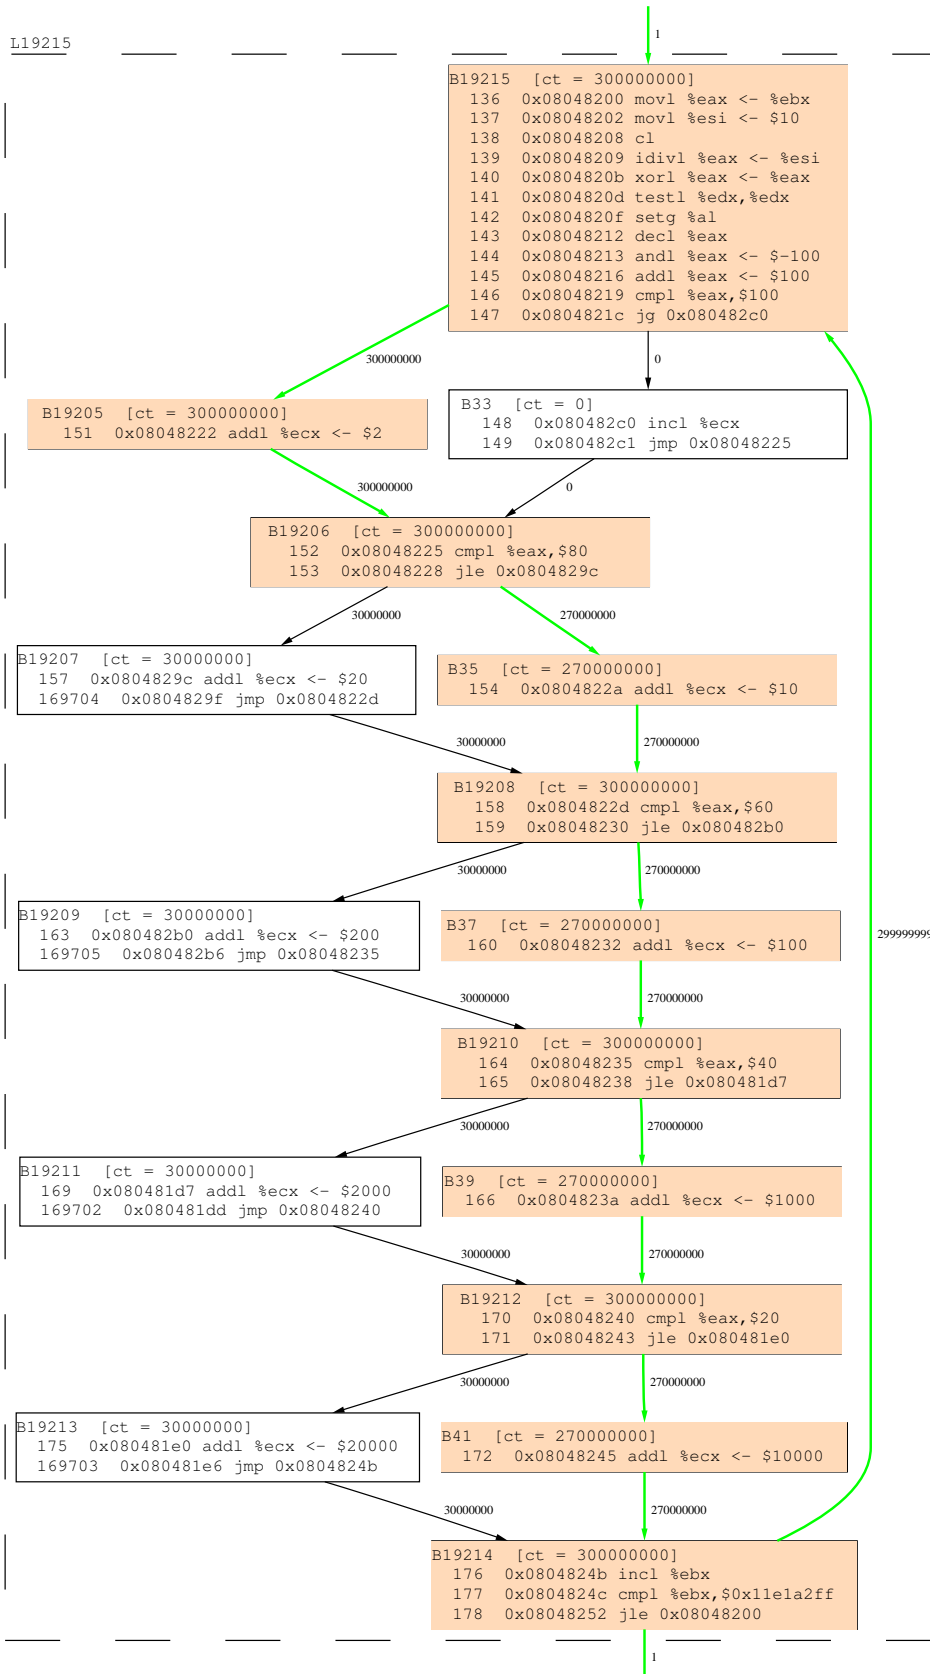 L19215
1
B19215  [ct = 300000000]
136  0x08048200 movl %eax <- %ebx
137  0x08048202 movl %esi <- $10
138  0x08048208 cl
139  0x08048209 idivl %eax <- %esi
140  0x0804820b xorl %eax <- %eax
141  0x0804820d testl %edx,%edx
142  0x0804820f setg %al
143  0x08048212 decl %eax
144  0x08048213 andl %eax <- $-100
145  0x08048216 addl %eax <- $100
146  0x08048219 cmpl %eax,$100
147  0x0804821c jg 0x080482c0
300000000
0
B19205  [ct = 300000000]
151  0x08048222 addl %ecx <- $2
B33  [ct = 0]
148  0x080482c0 incl %ecx
149  0x080482c1 jmp 0x08048225
300000000
0
B19206  [ct = 300000000]
152  0x08048225 cmpl %eax,$80
153  0x08048228 jle 0x0804829c
30000000
270000000
B19207  [ct = 30000000]
157  0x0804829c addl %ecx <- $20
169704  0x0804829f jmp 0x0804822d
B35  [ct = 270000000]
154  0x0804822a addl %ecx <- $10
30000000
270000000
B19208  [ct = 300000000]
158  0x0804822d cmpl %eax,$60
159  0x08048230 jle 0x080482b0
30000000
270000000
B19209  [ct = 30000000]
163  0x080482b0 addl %ecx <- $200
169705  0x080482b6 jmp 0x08048235
B37  [ct = 270000000]
160  0x08048232 addl %ecx <- $100
299999999
30000000
270000000
B19210  [ct = 300000000]
164  0x08048235 cmpl %eax,$40
165  0x08048238 jle 0x080481d7
30000000
270000000
B19211  [ct = 30000000]
169  0x080481d7 addl %ecx <- $2000
169702  0x080481dd jmp 0x08048240
B39  [ct = 270000000]
166  0x0804823a addl %ecx <- $1000
30000000
270000000
B19212  [ct = 300000000]
170  0x08048240 cmpl %eax,$20
171  0x08048243 jle 0x080481e0
30000000
270000000
B19213  [ct = 30000000]
175  0x080481e0 addl %ecx <- $20000
169703  0x080481e6 jmp 0x0804824b
B41  [ct = 270000000]
172  0x08048245 addl %ecx <- $10000
30000000
270000000
B19214  [ct = 300000000]
176  0x0804824b incl %ebx
177  0x0804824c cmpl %ebx,$0x11e1a2ff
178  0x08048252 jle 0x08048200
1